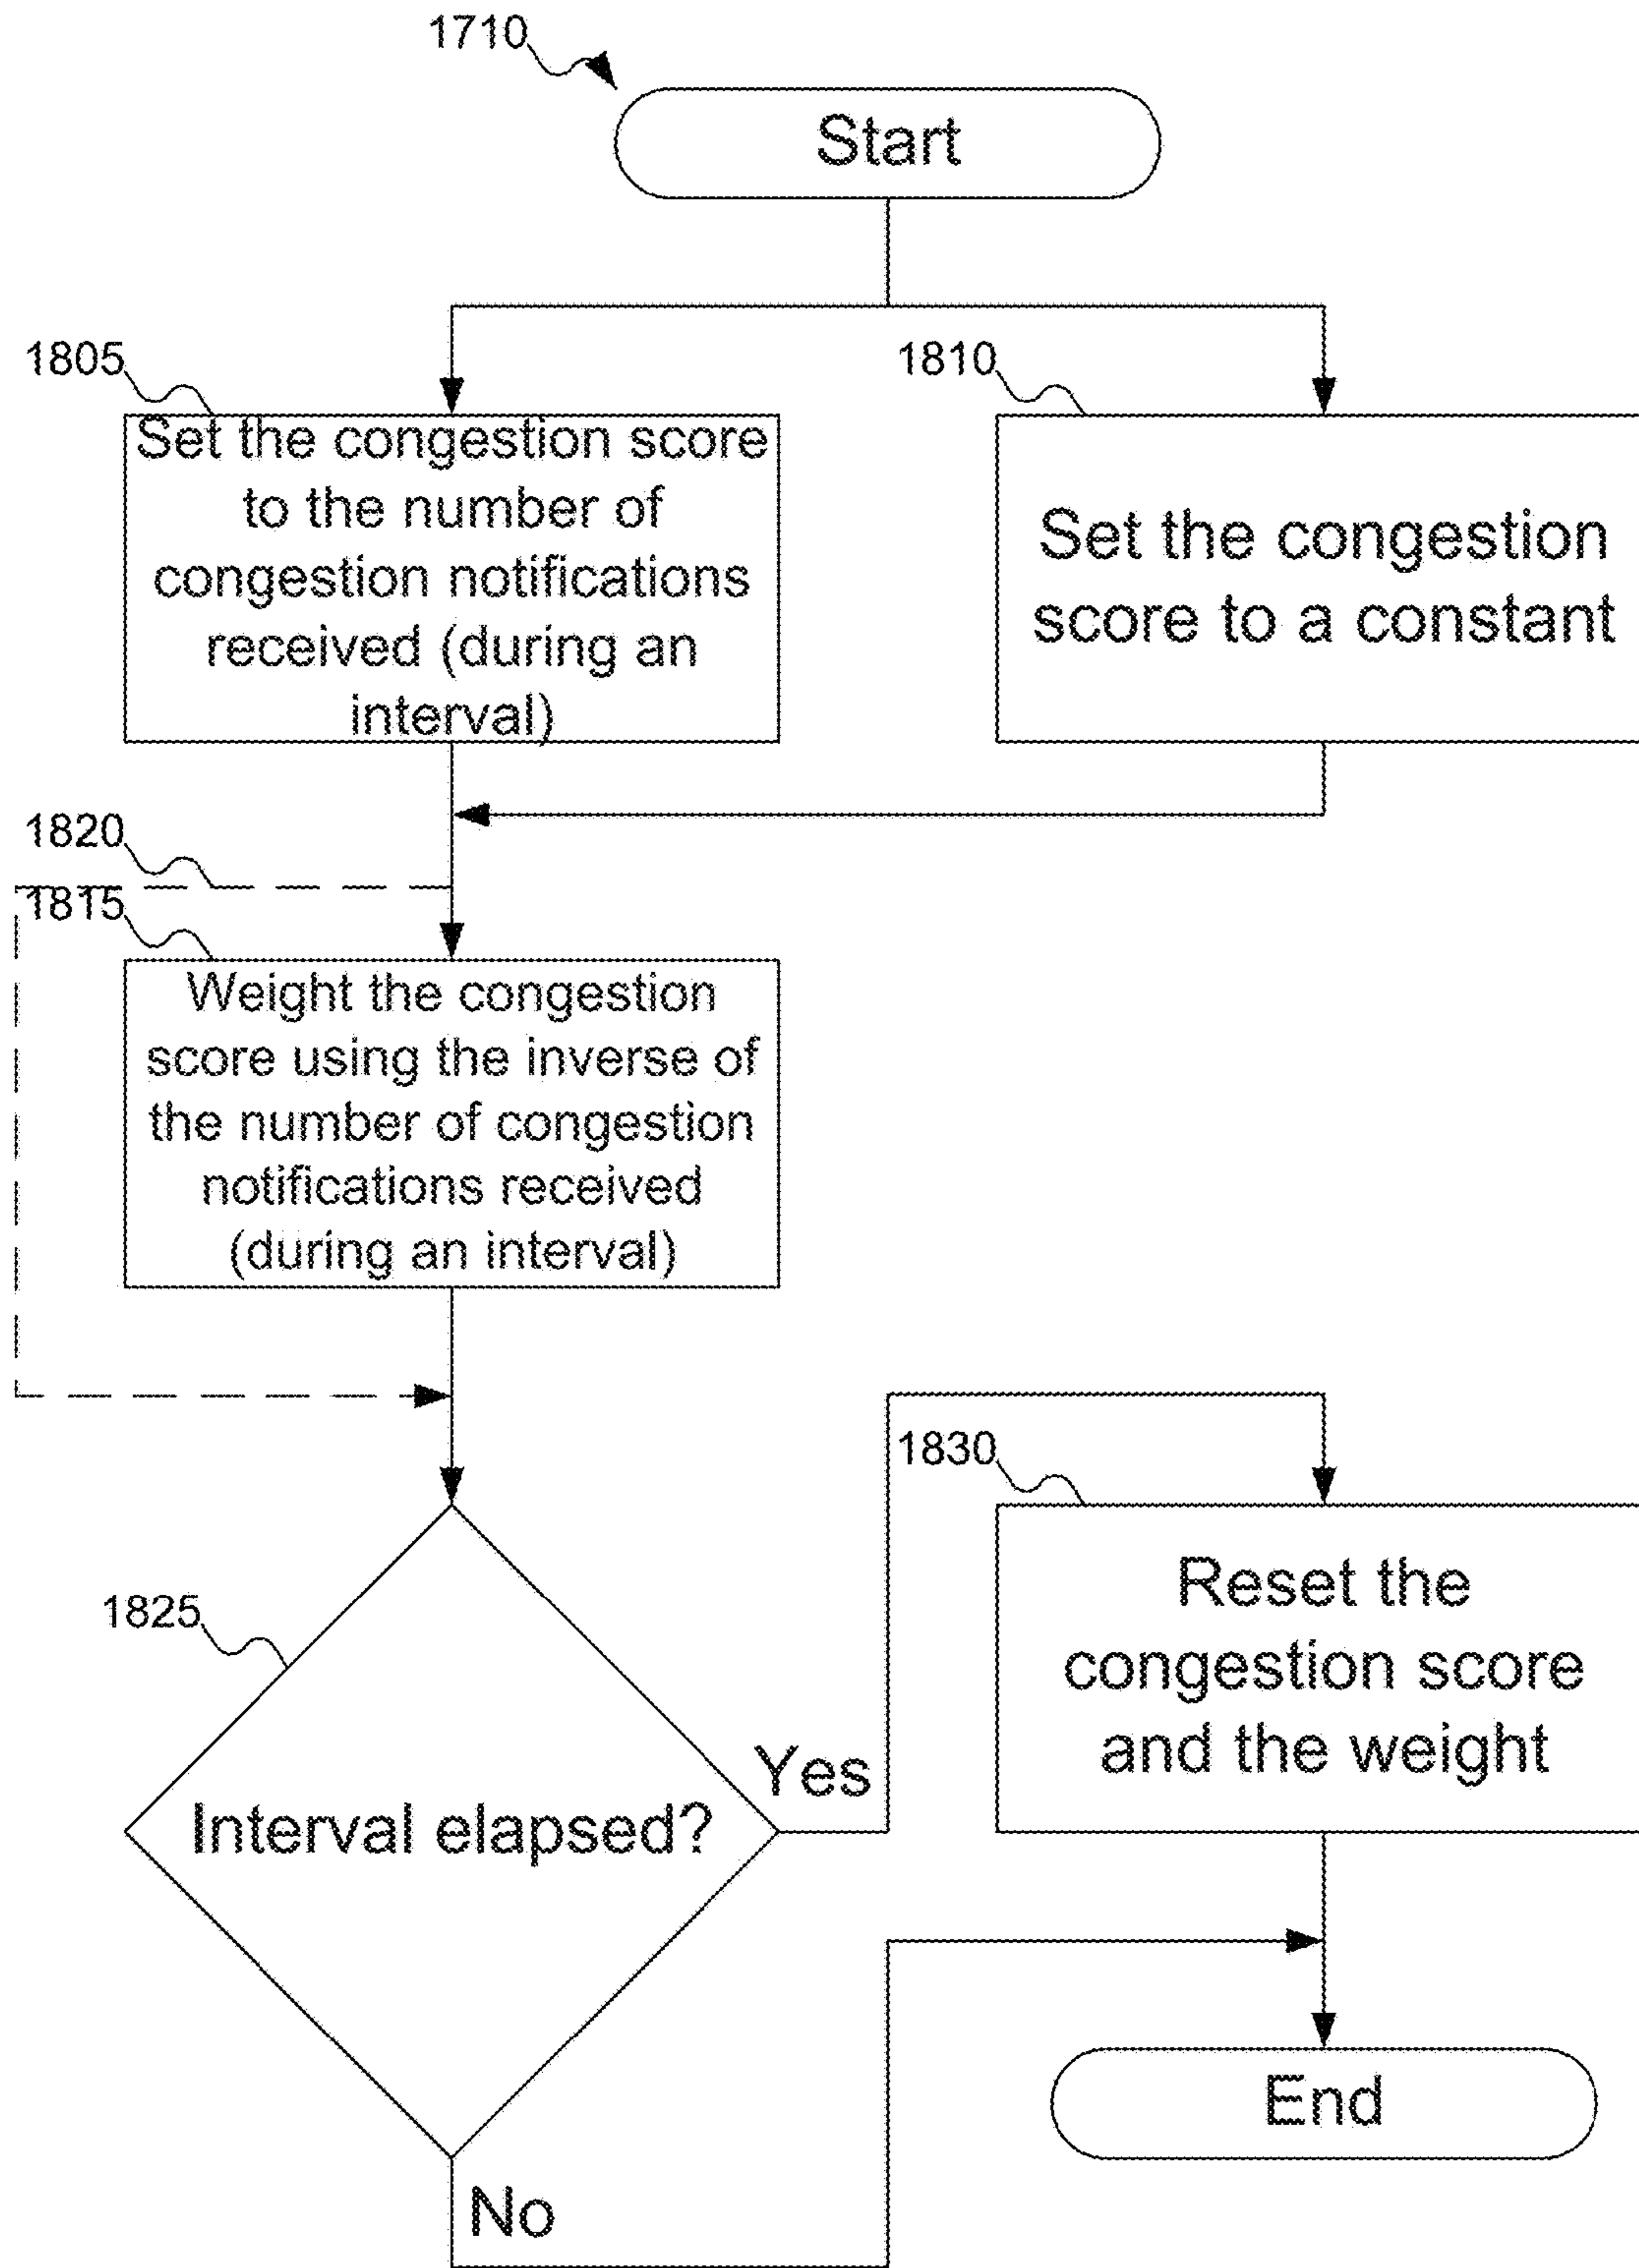 1710
Start
1805
Set the congestion score
to the number of
congestion notifications
received (during an
interval)
1810
Set the congestion
score to a constant
1820
1815
Weight the congestion
score using the inverse of
the number of congestion
notifications received
(during an interval)
1825
Interval elapsed?
Yes
No
1830
Reset the
congestion score
and the weight
End